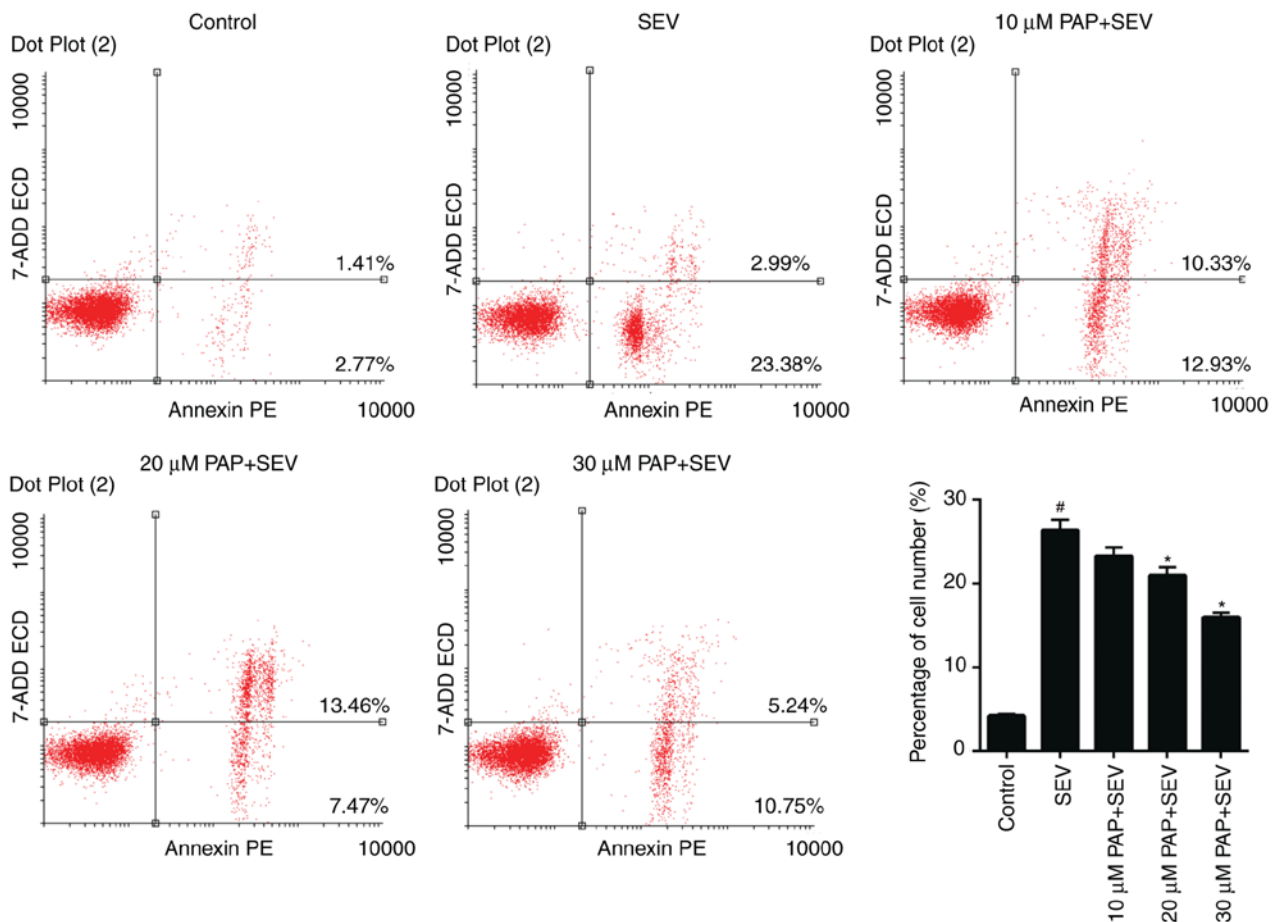 Control
Dot Plot (2)
10000
7-ADD ECD
1.41%
2.77%
Annexin PE
10000
SEV
Dot Plot (2)
10000
7-ADD ECD
2.99%
23.38%
Annexin PE
10000
10 μM PAP+SEV
Dot Plot (2)
10000
7-ADD ECD
10.33%
12.93%
Annexin PE
10000
20 μM PAP+SEV
Dot Plot (2)
10000
7-ADD ECD
13.46%
7.47%
Annexin PE
10000
30 μM PAP+SEV
Dot Plot (2)
10000
7-ADD ECD
5.24%
10.75%
Annexin PE
10000
Percentage of cell number (%)
30
20
10
0
#
*
*
Control
SEV
10 μM PAP+SEV
20 μM PAP+SEV
30 μM PAP+SEV